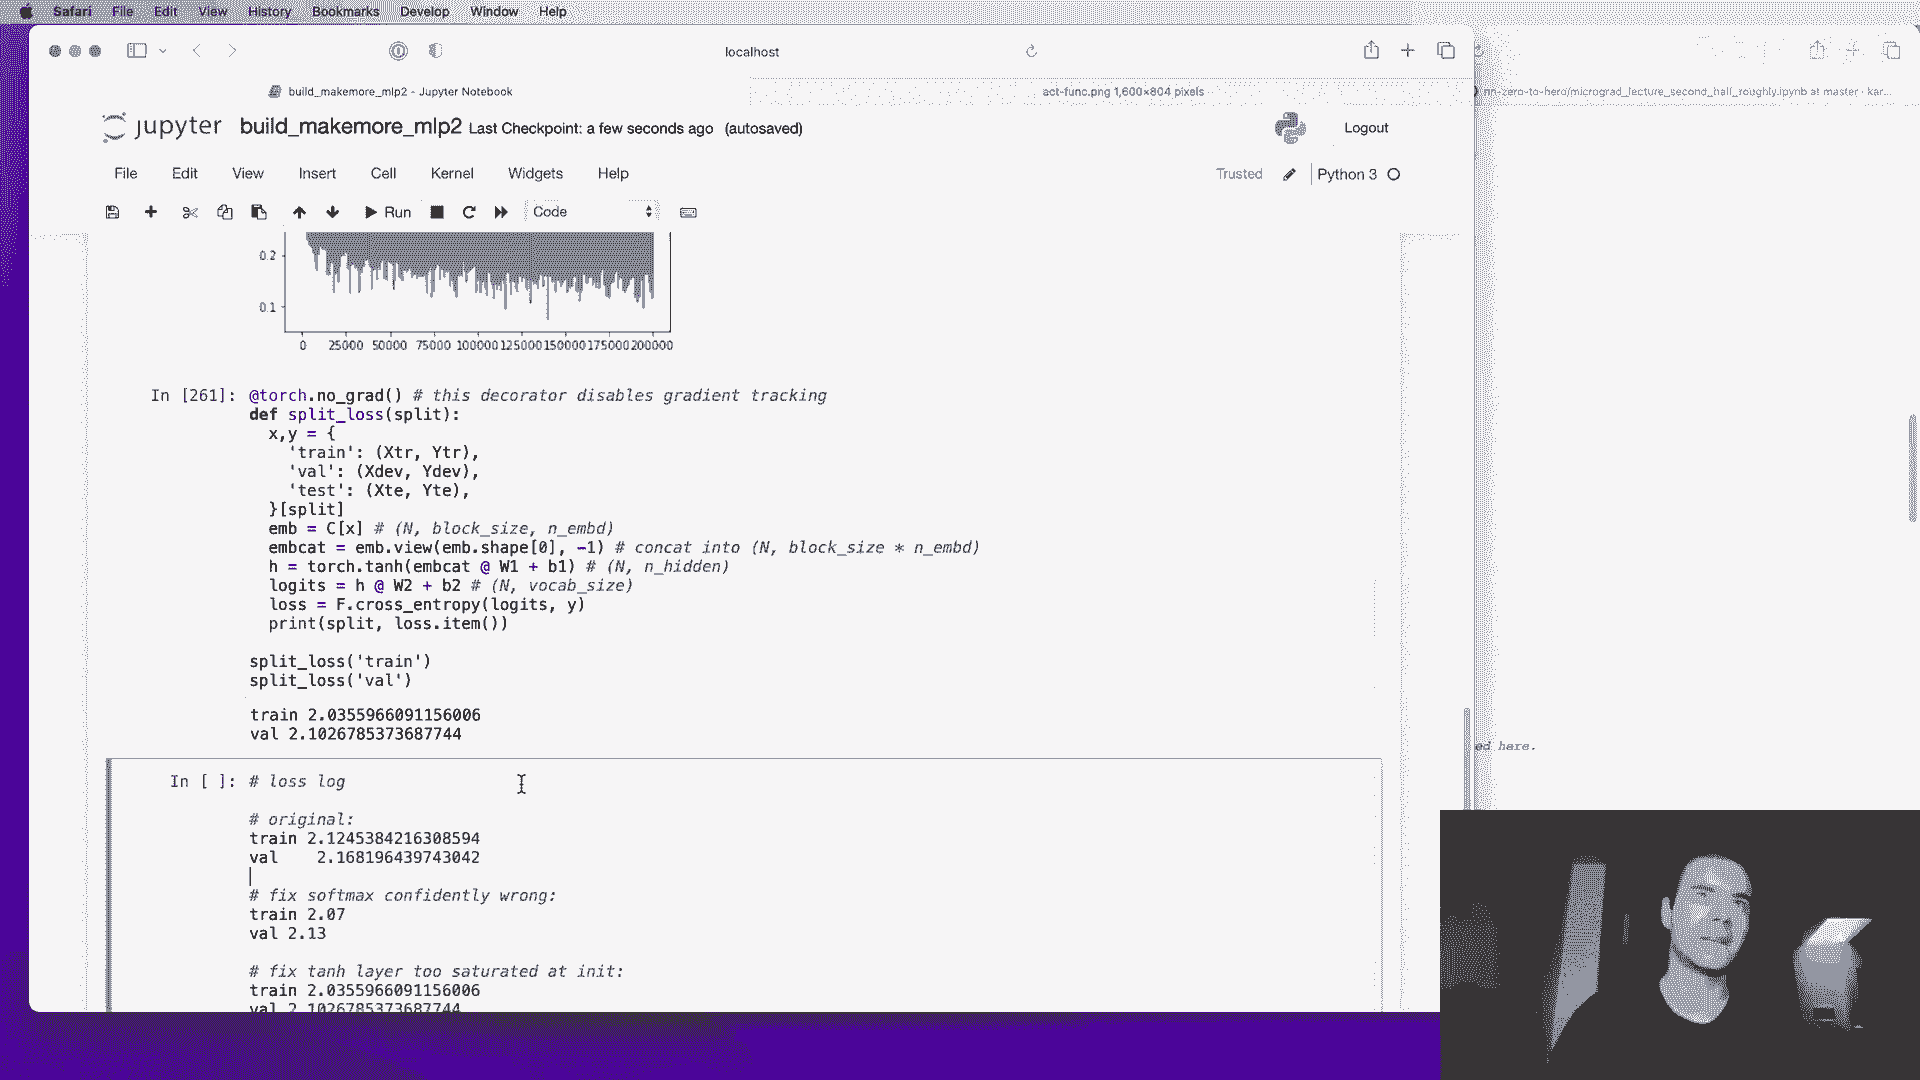 Safari File Edit View History Bookmarks Develop Window Help
localhost
build_makemore_mlp2 - Jupyter Notebook
act-func.png 1,600×804 pixels
nn-zero-to-hero/micrograd_lecture_second_half_roughly.ipynb at master · kar...
jupyter build_makemore_mlp2 Last Checkpoint: a few seconds ago (autosaved)
Logout
File Edit View Insert Cell Kernel Widgets Help
Trusted Python 3
Run Code
0.2
0.1
0 25000 50000 75000 100000 125000 150000 175000 200000
In [261]: @torch.no_grad() # this decorator disables gradient tracking
def split_loss(split):
  x,y = {
    'train': (Xtr, Ytr),
    'val': (Xdev, Ydev),
    'test': (Xte, Yte),
  }[split]
  emb = C[x] # (N, block_size, n_embd)
  embcat = emb.view(emb.shape[0], -1) # concat into (N, block_size * n_embd)
  h = torch.tanh(embcat @ W1 + b1) # (N, n_hidden)
  logits = h @ W2 + b2 # (N, vocab_size)
  loss = F.cross_entropy(logits, y)
  print(split, loss.item())
split_loss('train')
split_loss('val')
train 2.0355966091156006
val 2.1026785373687744
ed here.
In [ ]: # loss log
# original:
train 2.1245384216308594
val    2.168196439743042
# fix softmax confidently wrong:
train 2.07
val 2.13
# fix tanh layer too saturated at init:
train 2.0355966091156006
val 2.1026785373687744